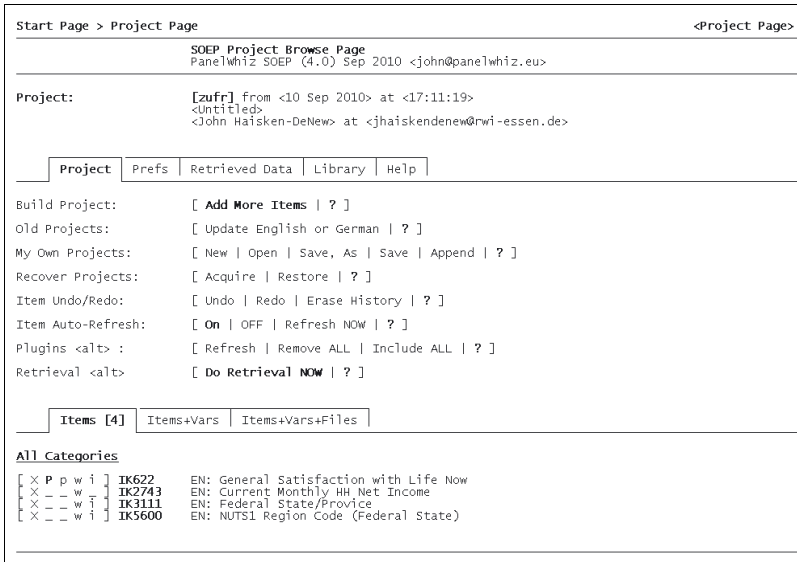 Start Page > Project Page <Project Page>
SOEP Project Browse Page
PanelWhiz SOEP (4.0) Sep 2010 <john@panelwhiz.eu>
Project: [zufr] from <10 Sep 2010> at <17:11:19>
<Untitled>
<John Haisken-DeNew> at <jhaiskendenew@rwi-essen.de>
Project | Prefs | Retrieved Data | Library | Help |
Build Project: [ Add More Items | ? ]
Old Projects: [ Update English or German | ? ]
My Own Projects: [ New | Open | Save, As | Save | Append | ? ]
Recover Projects: [ Acquire | Restore | ? ]
Item Undo/Redo: [ Undo | Redo | Erase History | ? ]
Item Auto-Refresh: [ On | OFF | Refresh NOW | ? ]
Plugins <alt> : [ Refresh | Remove ALL | Include ALL | ? ]
Retrieval <alt> [ Do Retrieval NOW | ? ]
Items [4] | Items+Vars | Items+Vars+Files |
All Categories
[ X P p w i ] IK622 EN: General Satisfaction with Life Now
[ X _ _ w _ ] IK2743 EN: Current Monthly HH Net Income
[ X _ _ w i ] IK3111 EN: Federal State/Provice
[ X _ _ w i ] IK5600 EN: NUTS1 Region Code (Federal State)